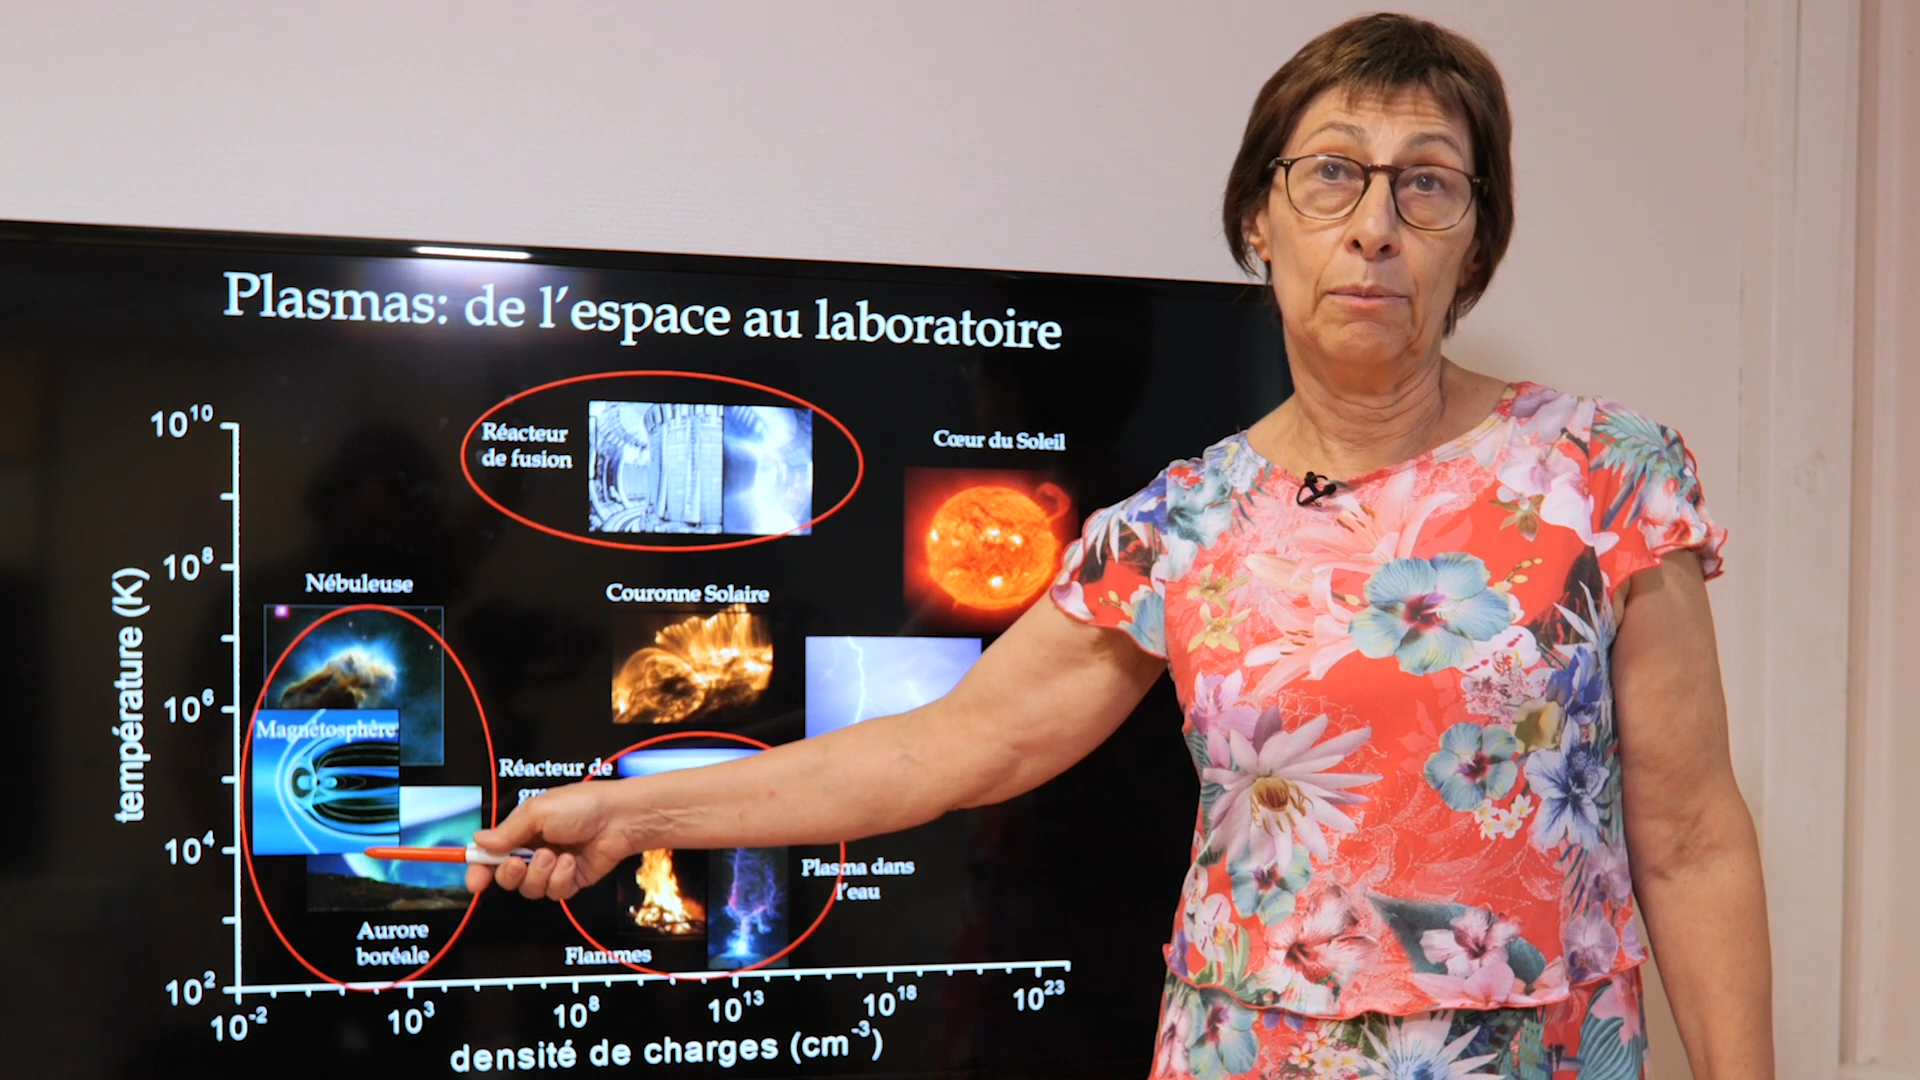 Plasmas: de l'espace au laboratoire
10^10
Réacteur
de fusion
Cœur du Soleil
10^8
Nébuleuse
Couronne Solaire
température (K)
10^6
Magnétosphère
Réacteur de
10^4
Plasma dans
l'eau
Aurore
boréale
Flammes
10^2
10^-2
10^3
10^8
10^13
10^18
10^23
densité de charges (cm^-3)